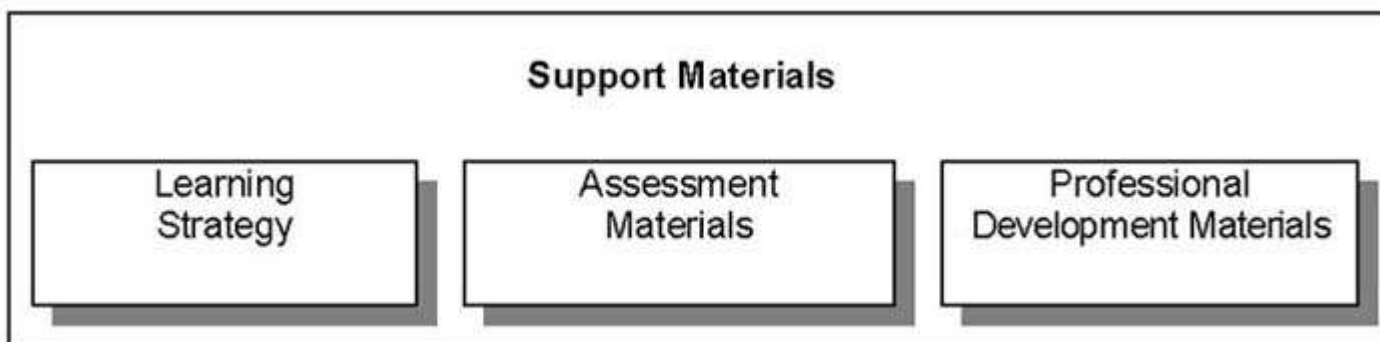 Support Materials
Learning
Strategy
Assessment
Materials
Professional
Development Materials